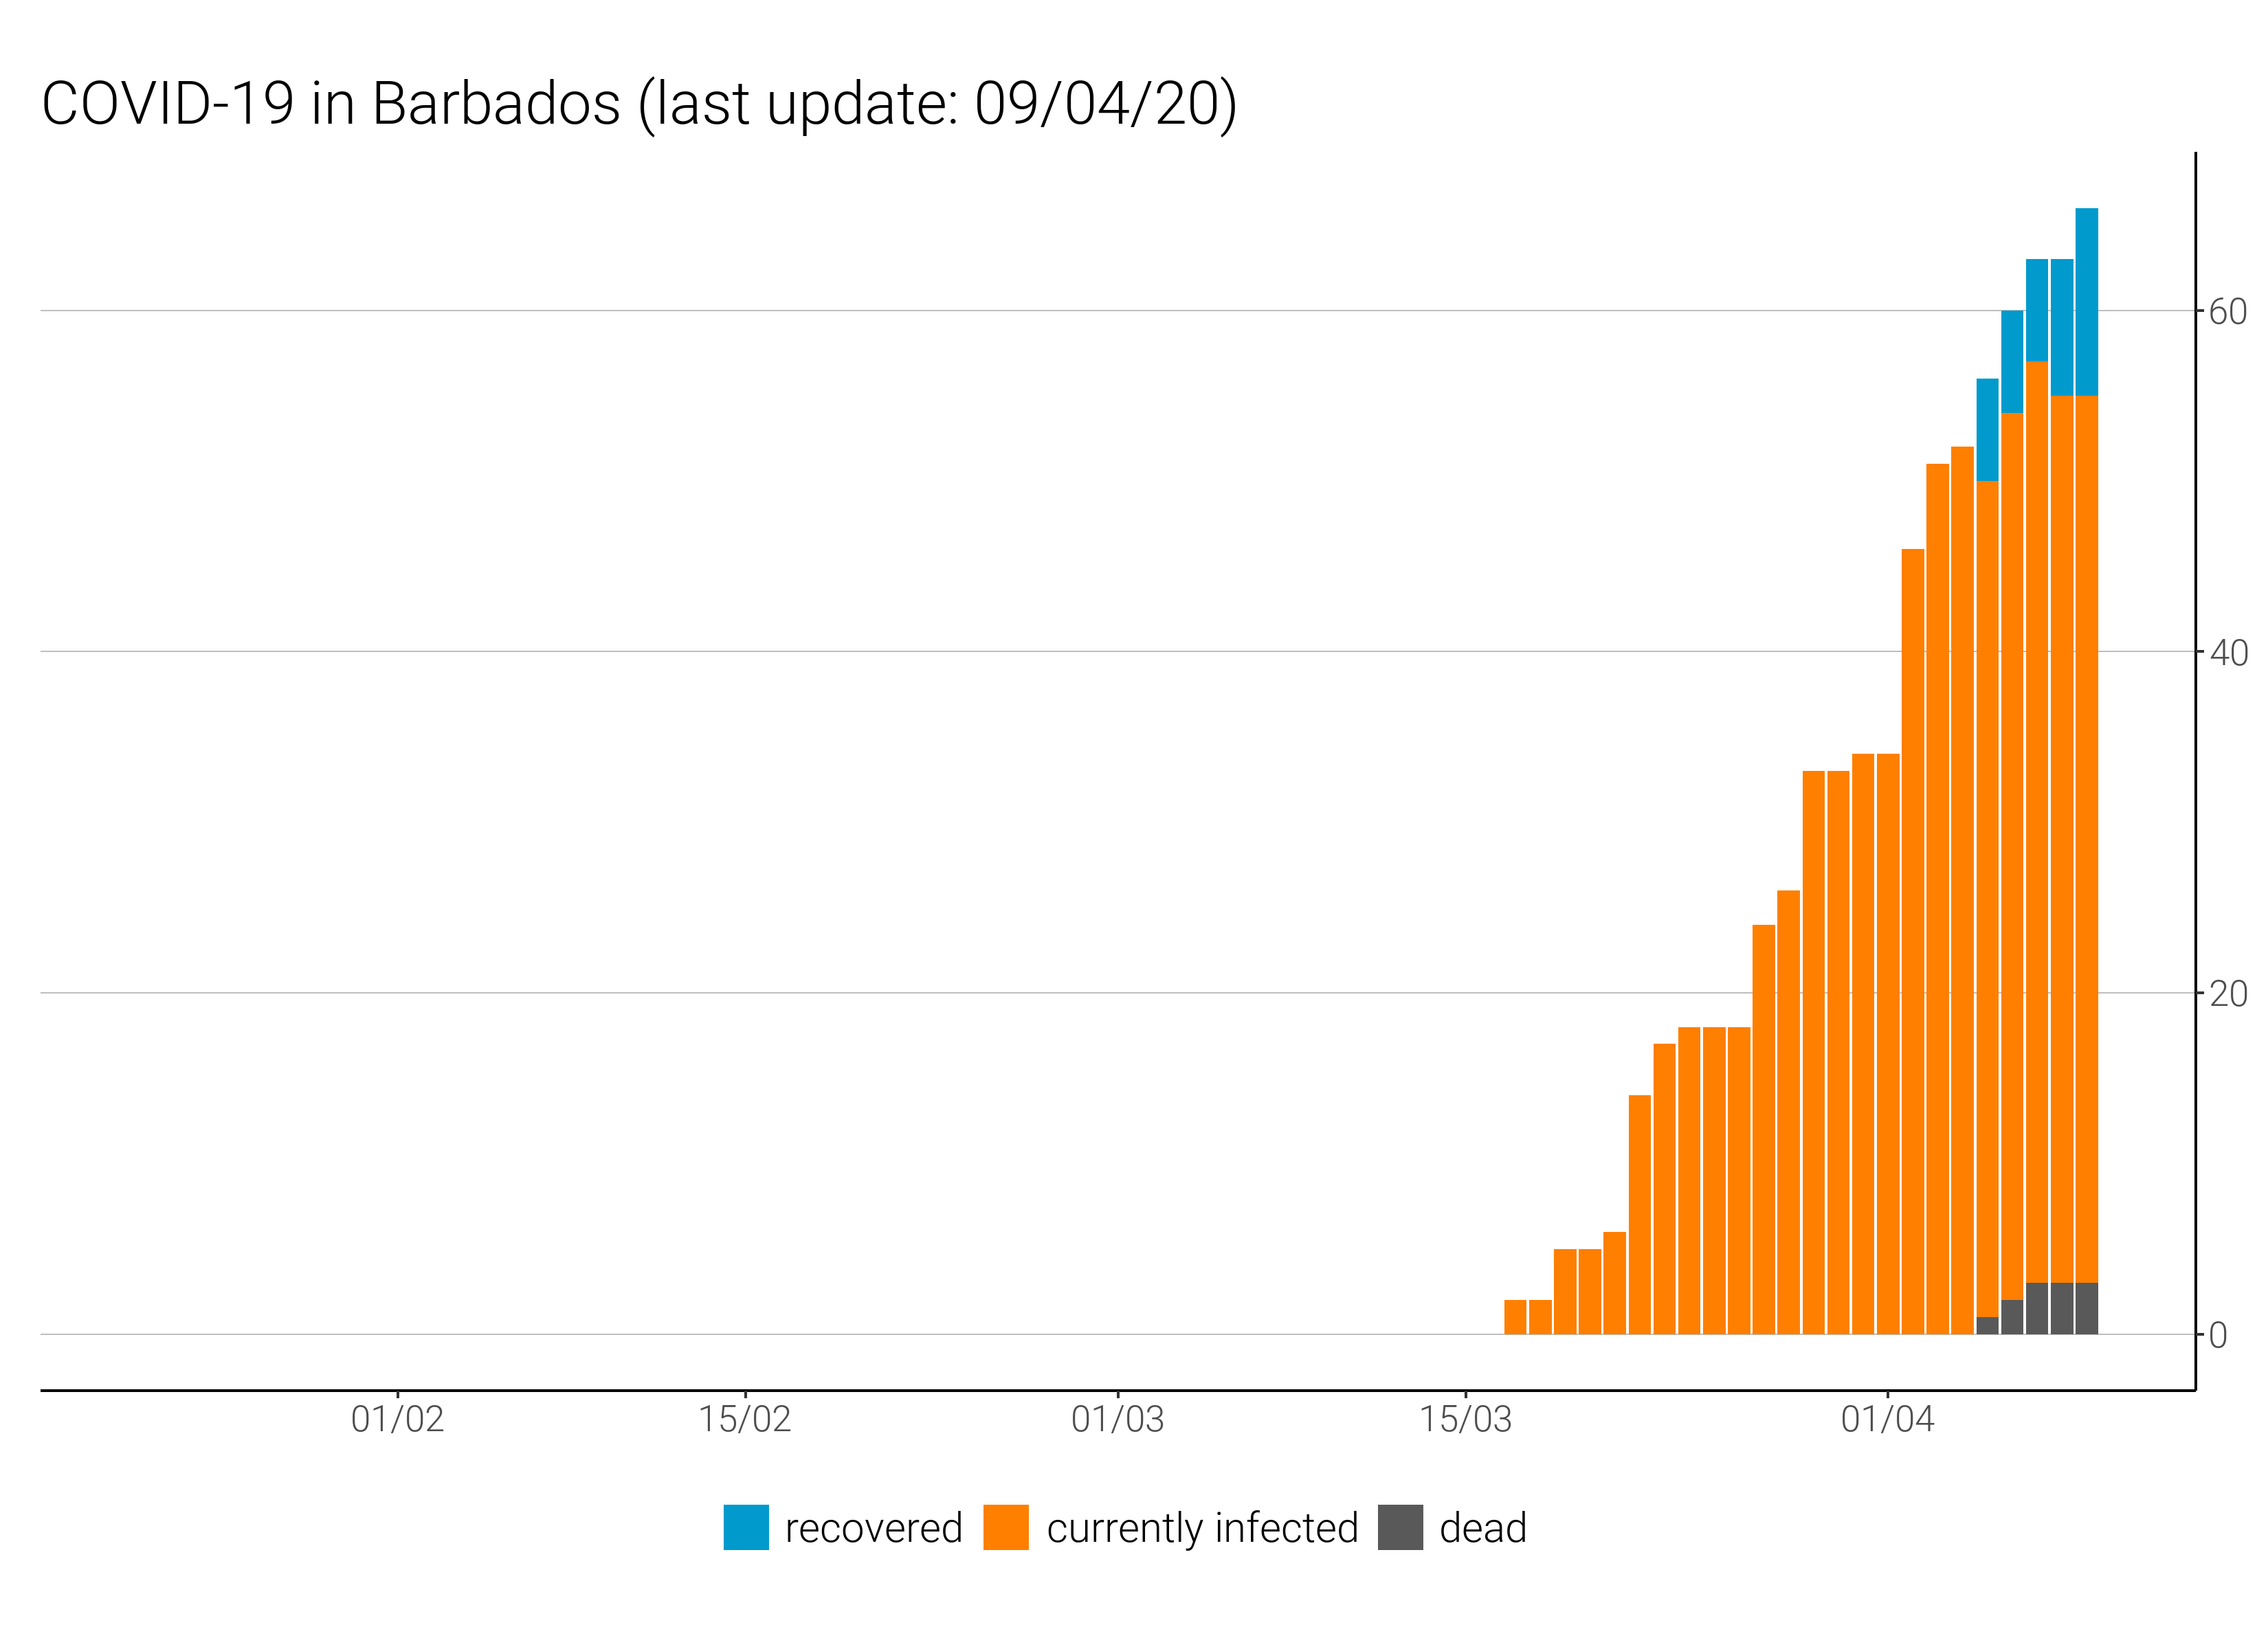 COVID-19 in Barbados (last update: 09/04/20)
60
40
20
0
01/02 15/02 01/03 15/03 01/04
recovered currently infected dead